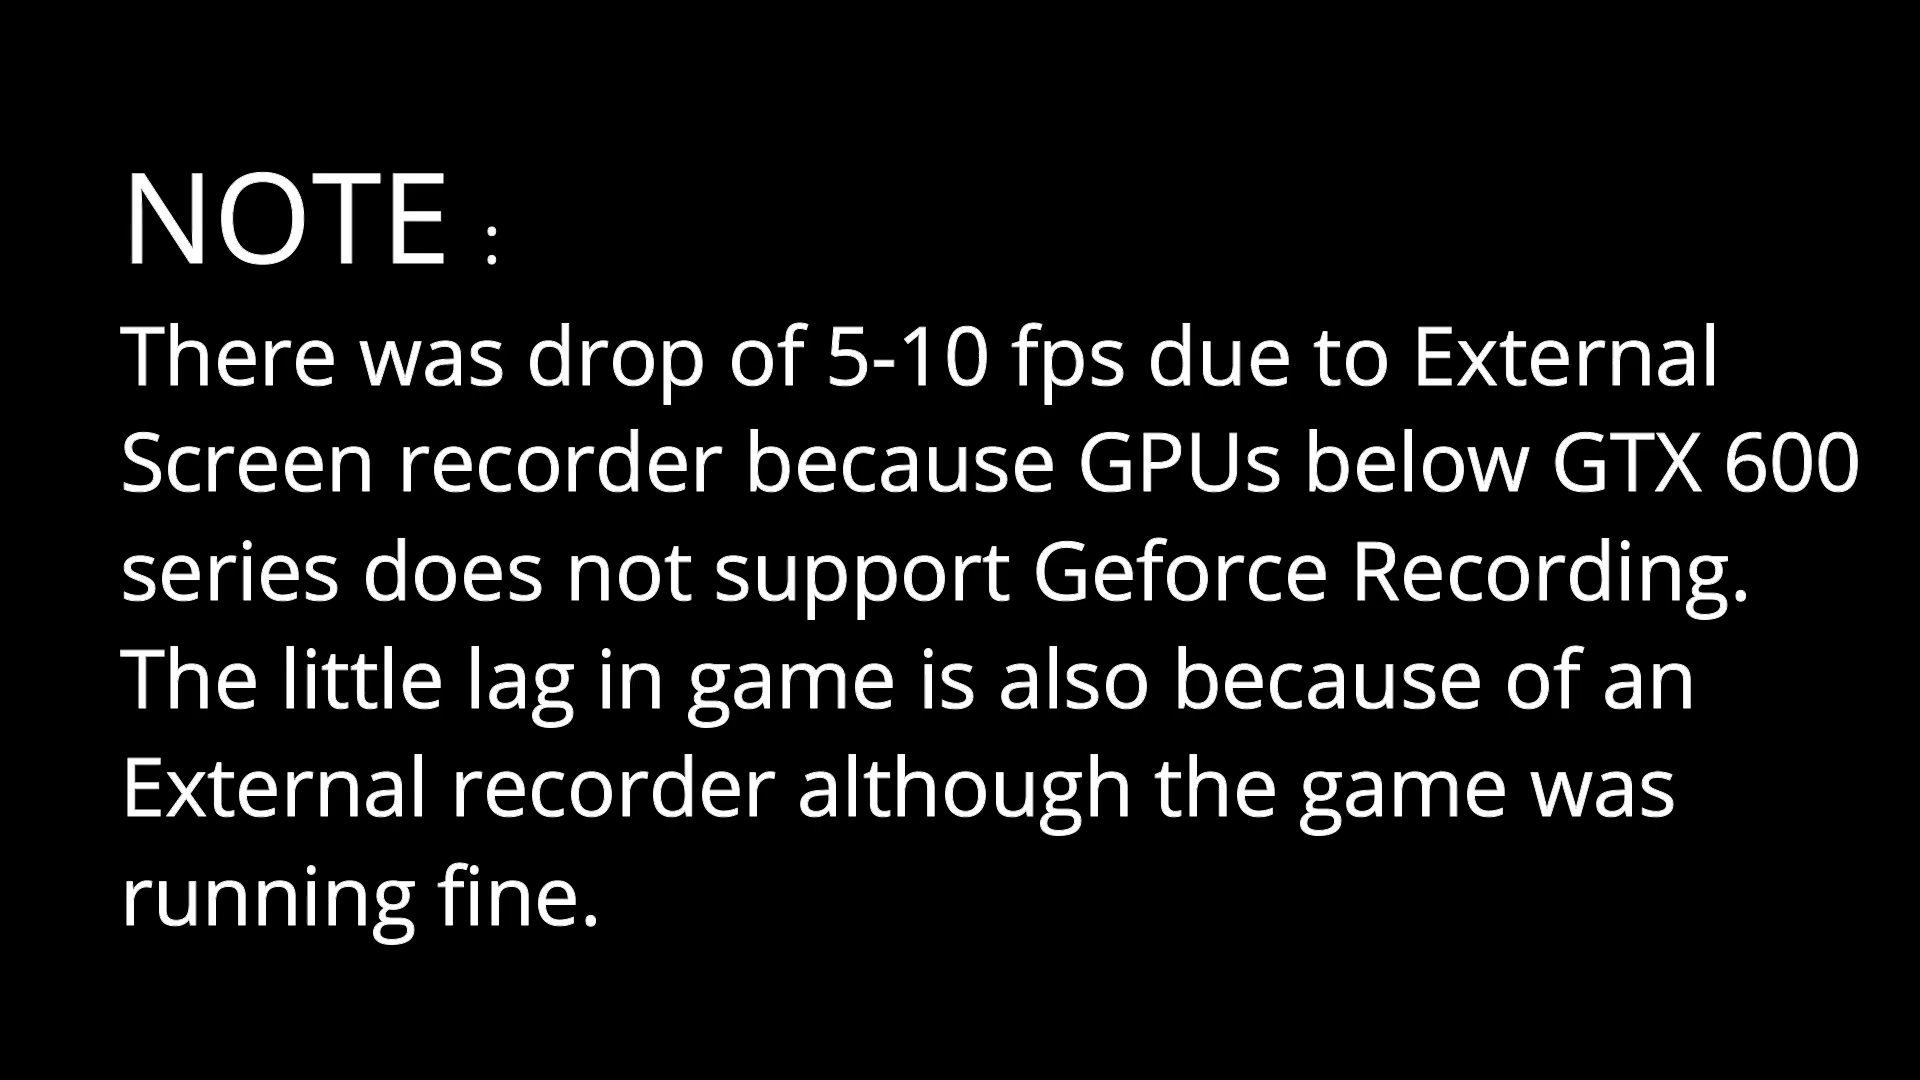 NOTE :
There was drop of 5-10 fps due to External
Screen recorder because GPUs below GTX 600
series does not support Geforce Recording.
The little lag in game is also because of an
External recorder although the game was
running fine.